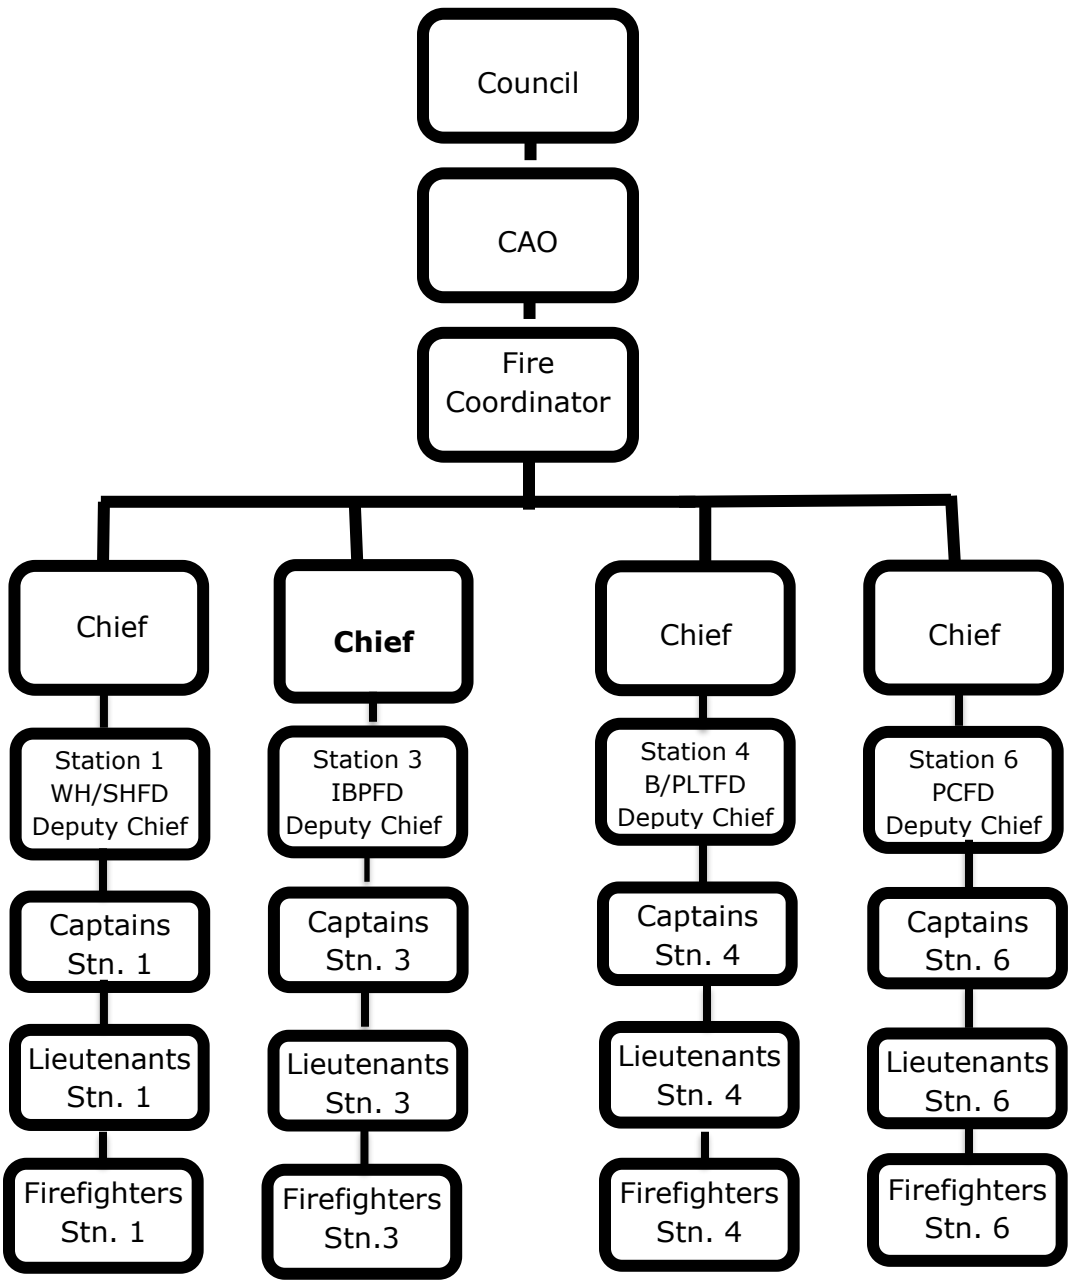 Council
CAO
Fire
Coordinator
Chief
Chief
Chief
Chief
Station 1
WH/SHFD
Deputy Chief
Station 3
IBPFD
Deputy Chief
Station 4
B/PLTFD
Deputy Chief
Station 6
PCFD
Deputy Chief
Captains
Stn. 1
Captains
Stn. 3
Captains
Stn. 4
Captains
Stn. 6
Lieutenants
Stn. 1
Lieutenants
Stn. 3
Lieutenants
Stn. 4
Lieutenants
Stn. 6
Firefighters
Stn. 1
Firefighters
Stn.3
Firefighters
Stn. 4
Firefighters
Stn. 6